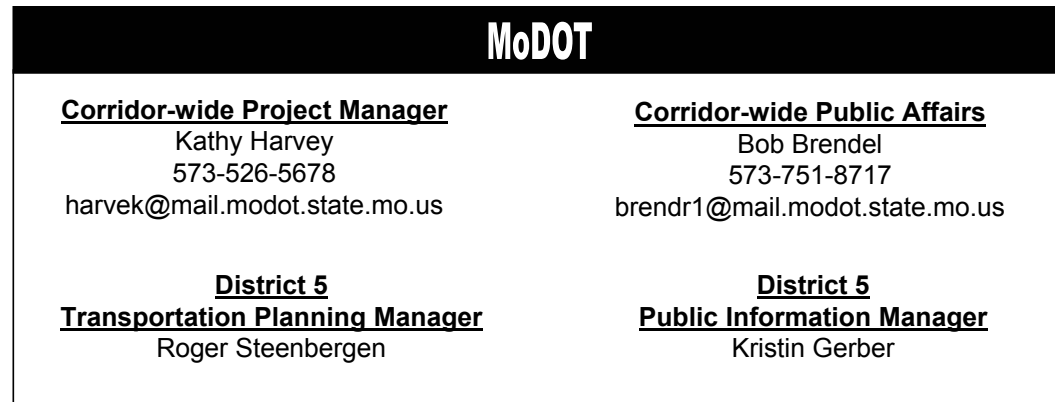 MoDOT
Corridor-wide Project Manager
Kathy Harvey
573-526-5678
harvek@mail.modot.state.mo.us
Corridor-wide Public Affairs
Bob Brendel
573-751-8717
brendr1@mail.modot.state.mo.us
District 5
Transportation Planning Manager
Roger Steenbergen
District 5
Public Information Manager
Kristin Gerber